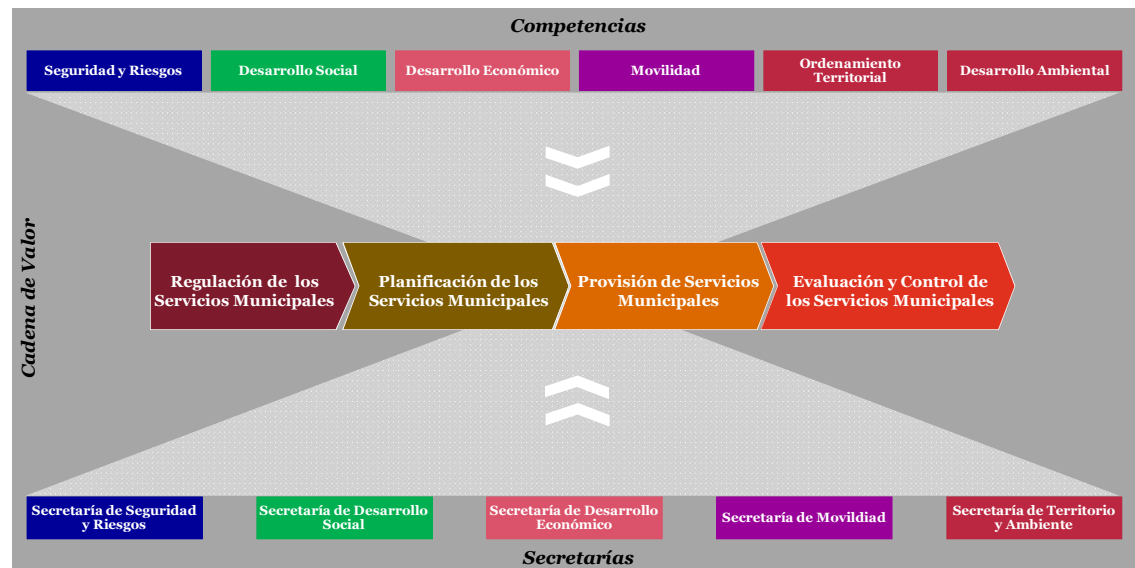 Competencias
Seguridad y Riesgos
Desarrollo Social
Desarrollo Económico
Movilidad
Ordenamiento
Territorial
Desarrollo Ambiental
Cadena de Valor
Regulación de los
Servicios Municipales
Planificación de los
Servicios Municipales
Provisión de Servicios
Municipales
Evaluación y Control de
los Servicios Municipales
Secretaría de Seguridad
y Riesgos
Secretaría de Desarrollo
Social
Secretaría de Desarrollo
Económico
Secretaría de Movildiad
Secretaría de Territorio
y Ambiente
Secretarías